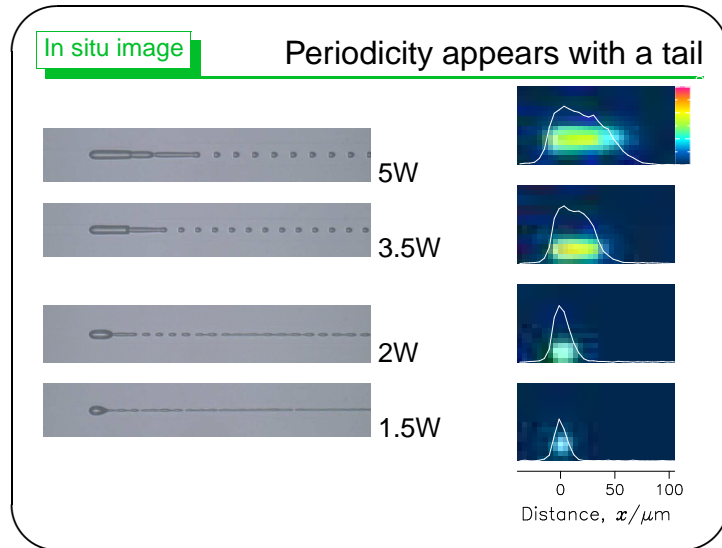 In situ image
Periodicity appears with a tail
5W
3.5W
2W
1.5W
0 50 100
Distance, x/μm